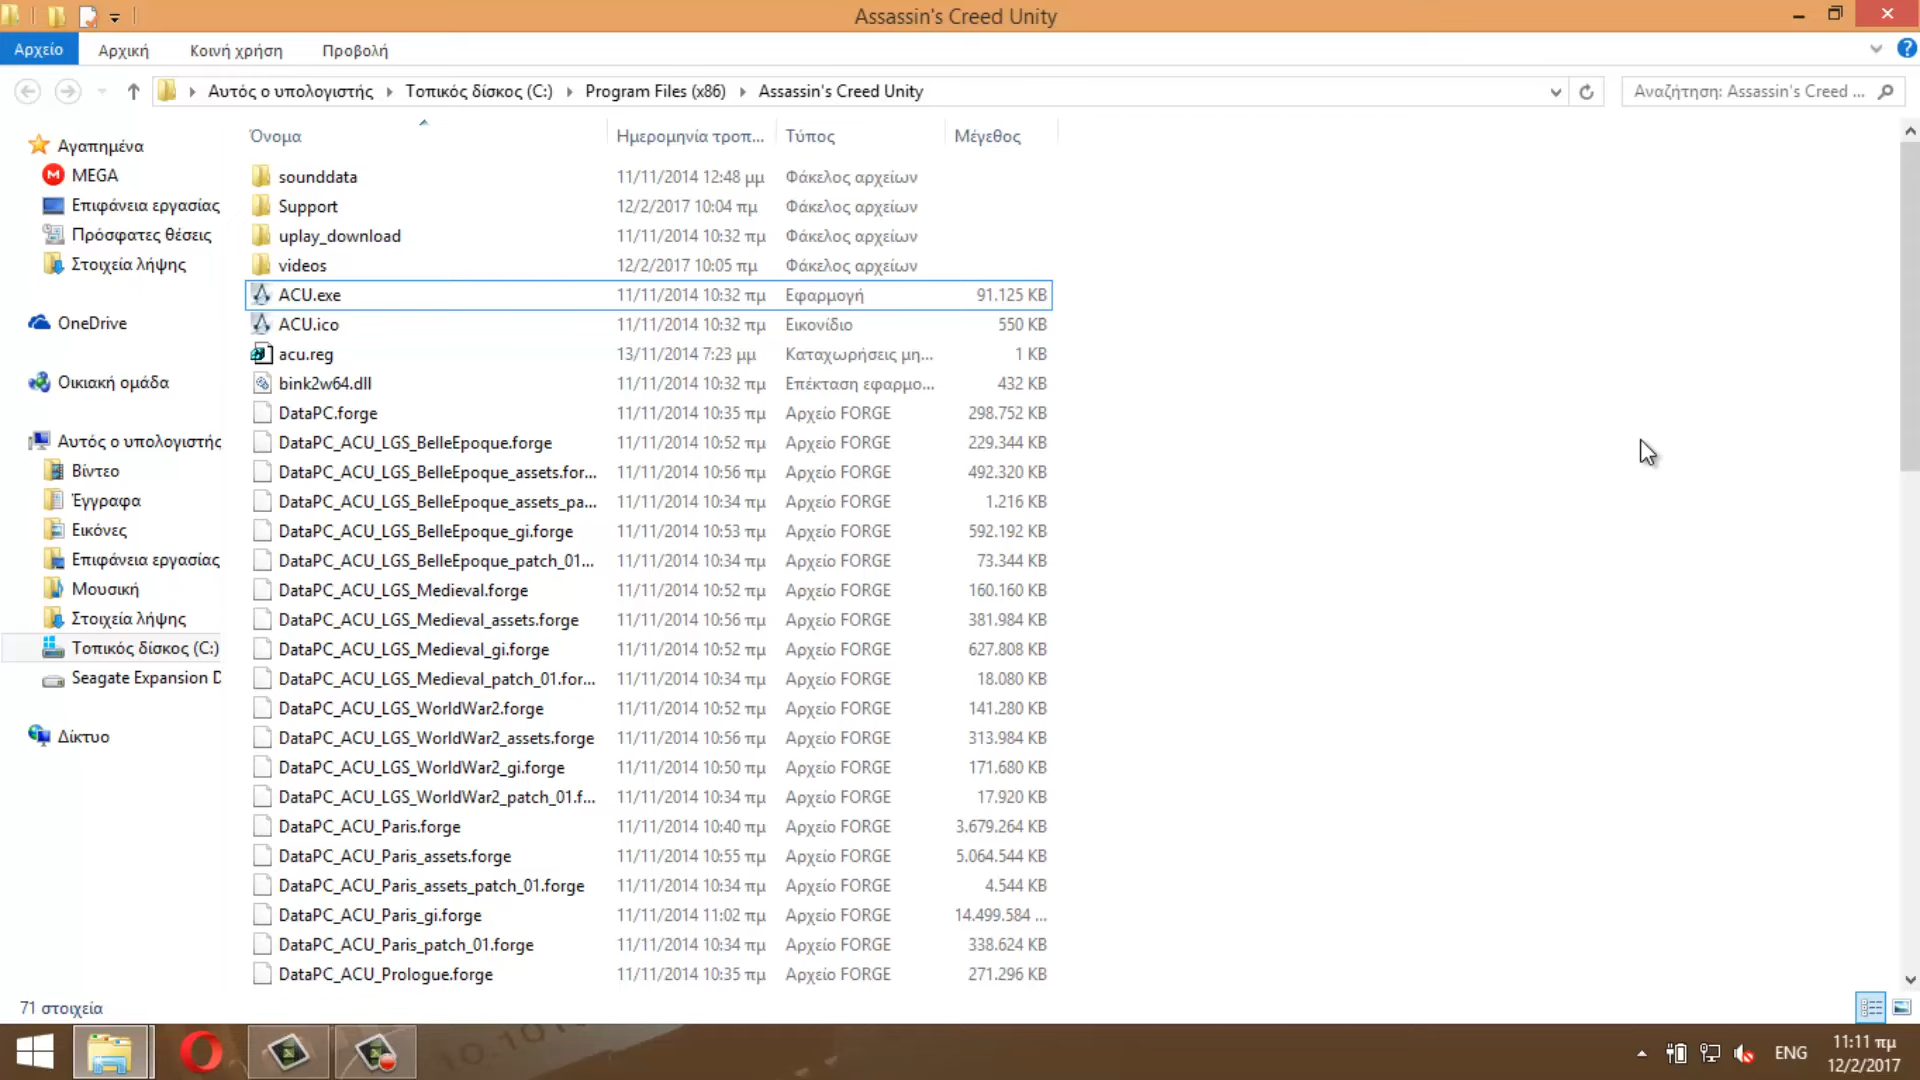 Assassin's Creed Unity
Αρχείο Αρχική Κοινή χρήση Προβολή
Αυτός ο υπολογιστής Τοπικός δίσκος (C:) Program Files (x86) Assassin's Creed Unity Αναζήτηση: Assassin's Creed ...
Όνομα Ημερομηνία τροπ... Τύπος Μέγεθος
Αγαπημένα
MEGA
Επιφάνεια εργασίας
Πρόσφατες θέσεις
Στοιχεία λήψης
OneDrive
Οικιακή ομάδα
Αυτός ο υπολογιστής
Βίντεο
Έγγραφα
Εικόνες
Επιφάνεια εργασίας
Μουσική
Στοιχεία λήψης
Τοπικός δίσκος (C:)
Seagate Expansion D
Δίκτυο
sounddata 11/11/2014 12:48 μμ Φάκελος αρχείων
Support 12/2/2017 10:04 πμ Φάκελος αρχείων
uplay_download 11/11/2014 10:32 πμ Φάκελος αρχείων
videos 12/2/2017 10:05 πμ Φάκελος αρχείων
ACU.exe 11/11/2014 10:32 πμ Εφαρμογή 91.125 KB
ACU.ico 11/11/2014 10:32 πμ Εικονίδιο 550 KB
acu.reg 13/11/2014 7:23 μμ Καταχωρήσεις μη... 1 KB
bink2w64.dll 11/11/2014 10:32 πμ Επέκταση εφαρμο... 432 KB
DataPC.forge 11/11/2014 10:35 πμ Αρχείο FORGE 298.752 KB
DataPC_ACU_LGS_BelleEpoque.forge 11/11/2014 10:52 πμ Αρχείο FORGE 229.344 KB
DataPC_ACU_LGS_BelleEpoque_assets.for... 11/11/2014 10:56 πμ Αρχείο FORGE 492.320 KB
DataPC_ACU_LGS_BelleEpoque_assets_pa... 11/11/2014 10:34 πμ Αρχείο FORGE 1.216 KB
DataPC_ACU_LGS_BelleEpoque_gi.forge 11/11/2014 10:53 πμ Αρχείο FORGE 592.192 KB
DataPC_ACU_LGS_BelleEpoque_patch_01... 11/11/2014 10:34 πμ Αρχείο FORGE 73.344 KB
DataPC_ACU_LGS_Medieval.forge 11/11/2014 10:52 πμ Αρχείο FORGE 160.160 KB
DataPC_ACU_LGS_Medieval_assets.forge 11/11/2014 10:56 πμ Αρχείο FORGE 381.984 KB
DataPC_ACU_LGS_Medieval_gi.forge 11/11/2014 10:52 πμ Αρχείο FORGE 627.808 KB
DataPC_ACU_LGS_Medieval_patch_01.for... 11/11/2014 10:34 πμ Αρχείο FORGE 18.080 KB
DataPC_ACU_LGS_WorldWar2.forge 11/11/2014 10:52 πμ Αρχείο FORGE 141.280 KB
DataPC_ACU_LGS_WorldWar2_assets.forge 11/11/2014 10:56 πμ Αρχείο FORGE 313.984 KB
DataPC_ACU_LGS_WorldWar2_gi.forge 11/11/2014 10:50 πμ Αρχείο FORGE 171.680 KB
DataPC_ACU_LGS_WorldWar2_patch_01.f... 11/11/2014 10:34 πμ Αρχείο FORGE 17.920 KB
DataPC_ACU_Paris.forge 11/11/2014 10:40 πμ Αρχείο FORGE 3.679.264 KB
DataPC_ACU_Paris_assets.forge 11/11/2014 10:55 πμ Αρχείο FORGE 5.064.544 KB
DataPC_ACU_Paris_assets_patch_01.forge 11/11/2014 10:34 πμ Αρχείο FORGE 4.544 KB
DataPC_ACU_Paris_gi.forge 11/11/2014 11:02 πμ Αρχείο FORGE 14.499.584 ...
DataPC_ACU_Paris_patch_01.forge 11/11/2014 10:34 πμ Αρχείο FORGE 338.624 KB
DataPC_ACU_Prologue.forge 11/11/2014 10:35 πμ Αρχείο FORGE 271.296 KB
71 στοιχεία
ENG 11:11 πμ
12/2/2017